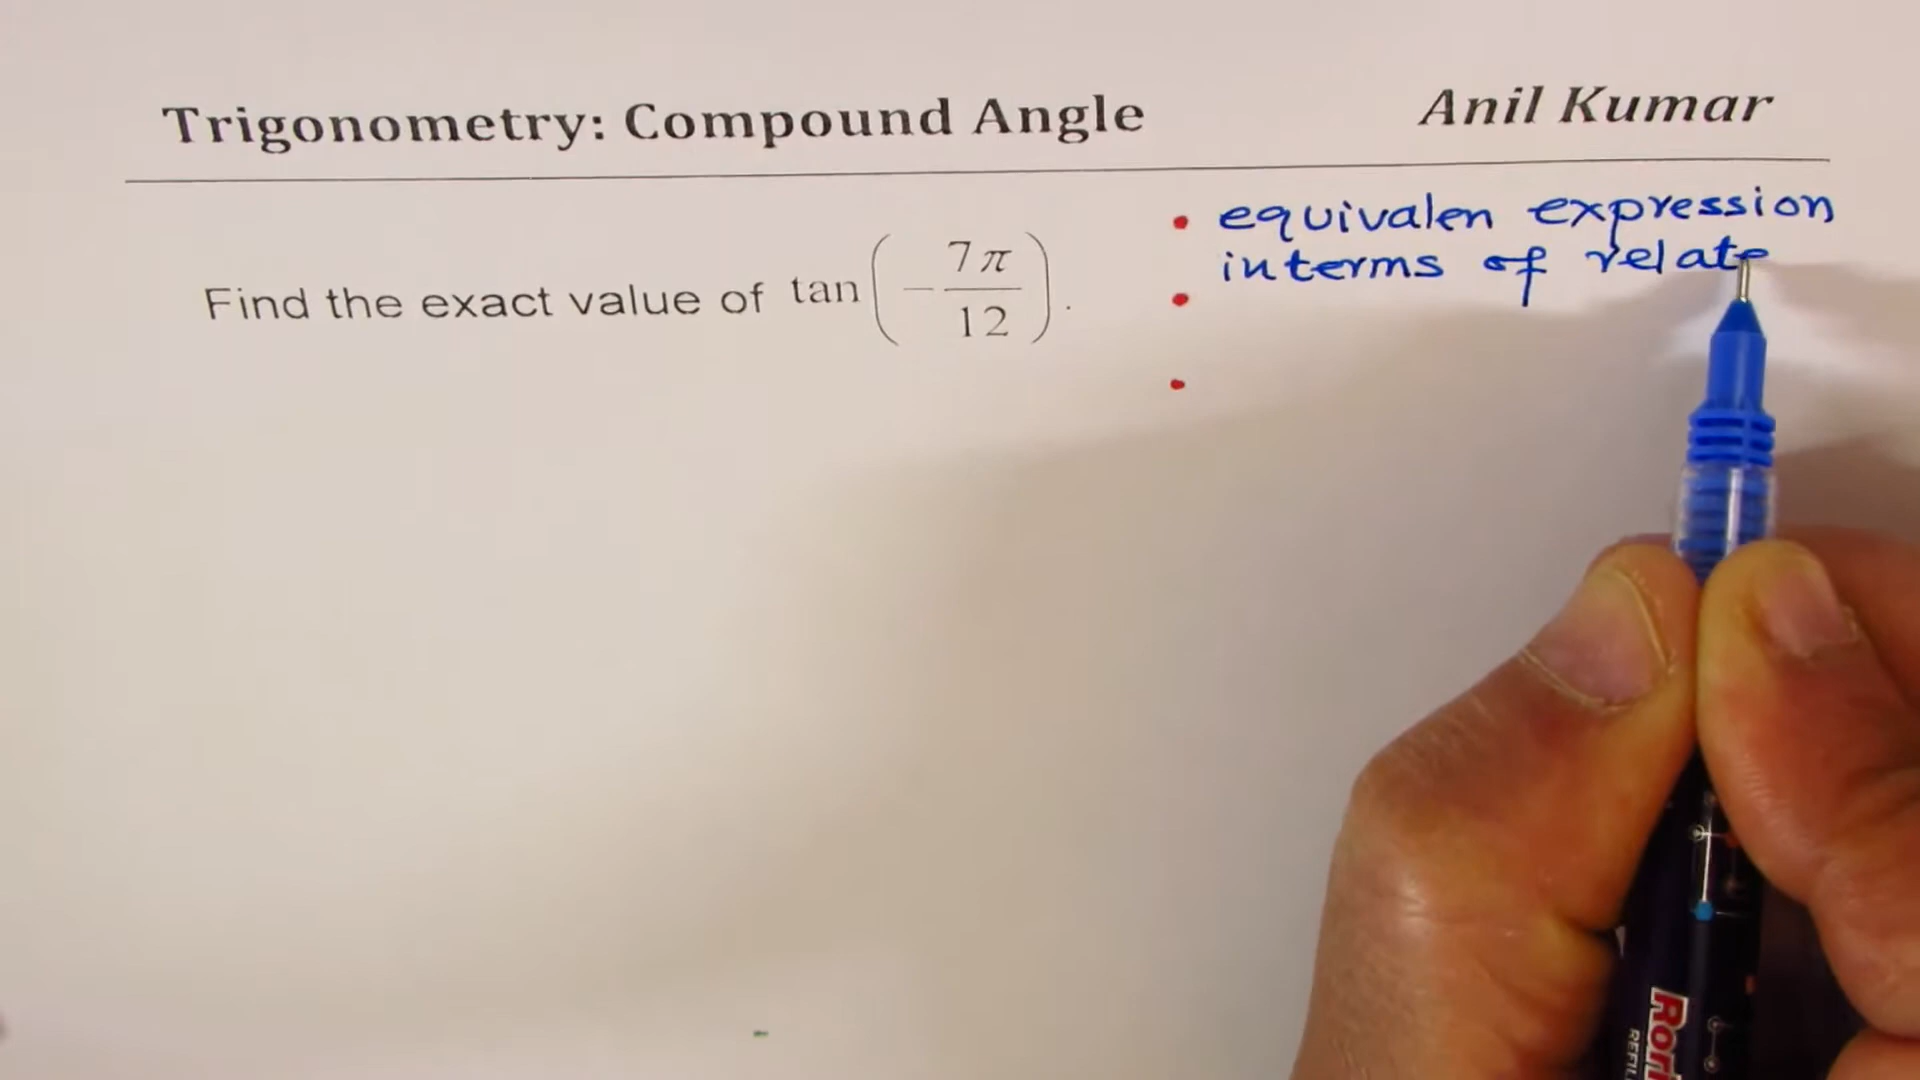 Trigonometry: Compound Angle
Anil Kumar
Find the exact value of tan(-7π/12).
• equivalen expression
interms of relate
•
•